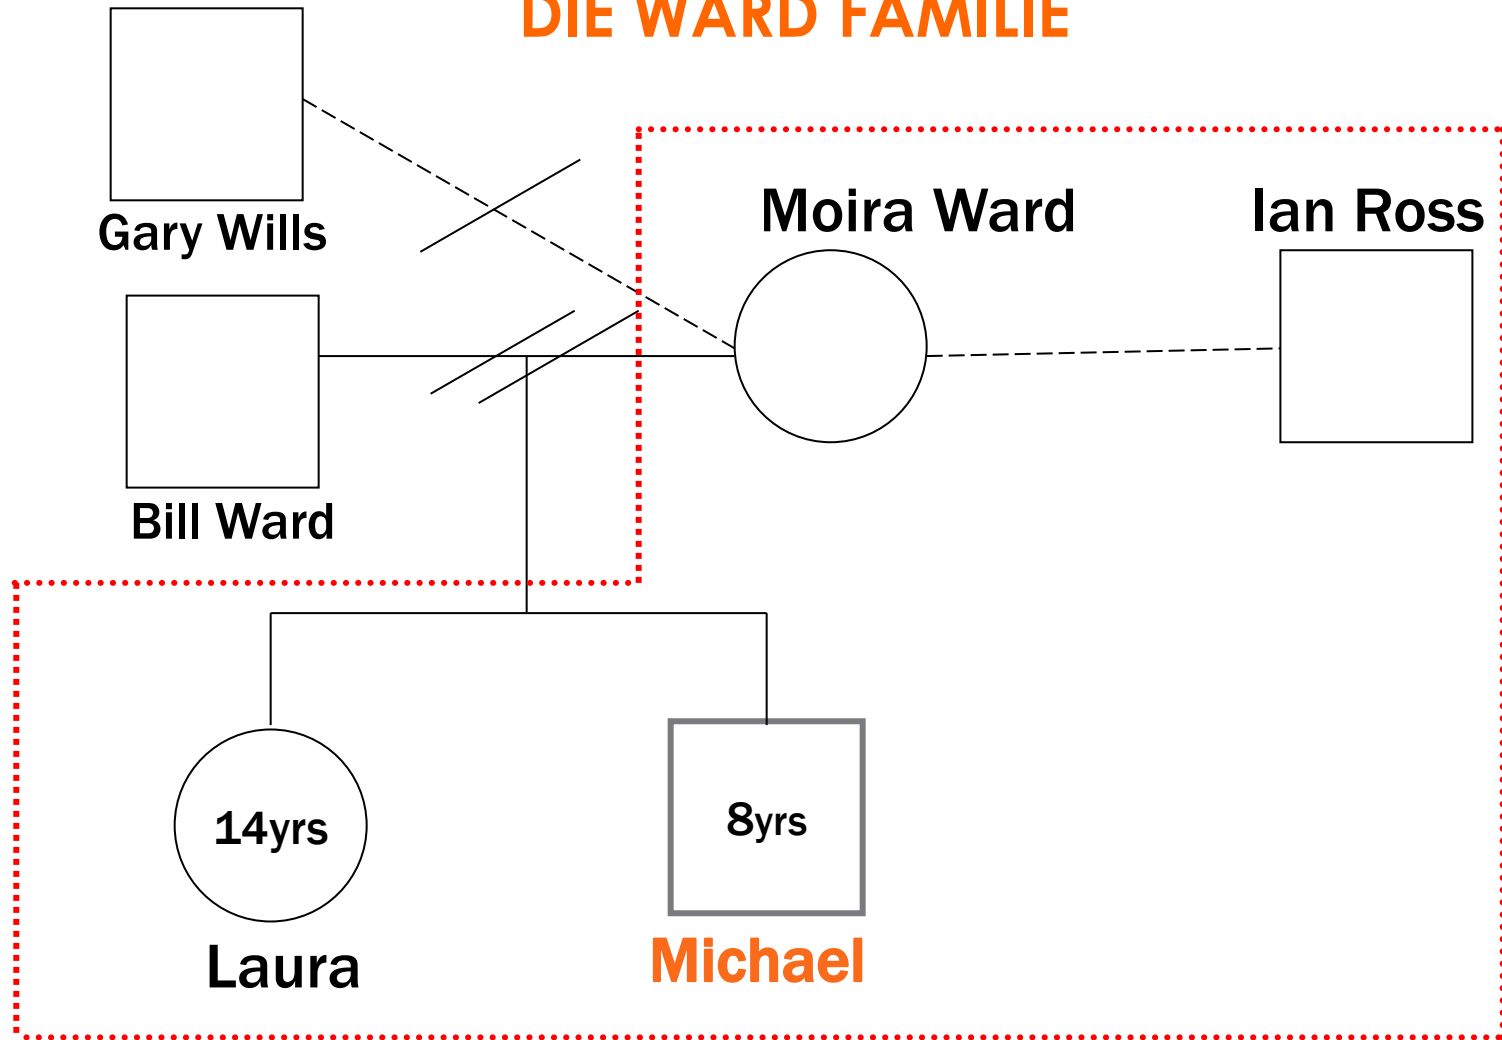 DIE WARD FAMILIE
Moira Ward
Ian Ross
Gary Wills
Bill Ward
14yrs
8yrs
Laura
Michael